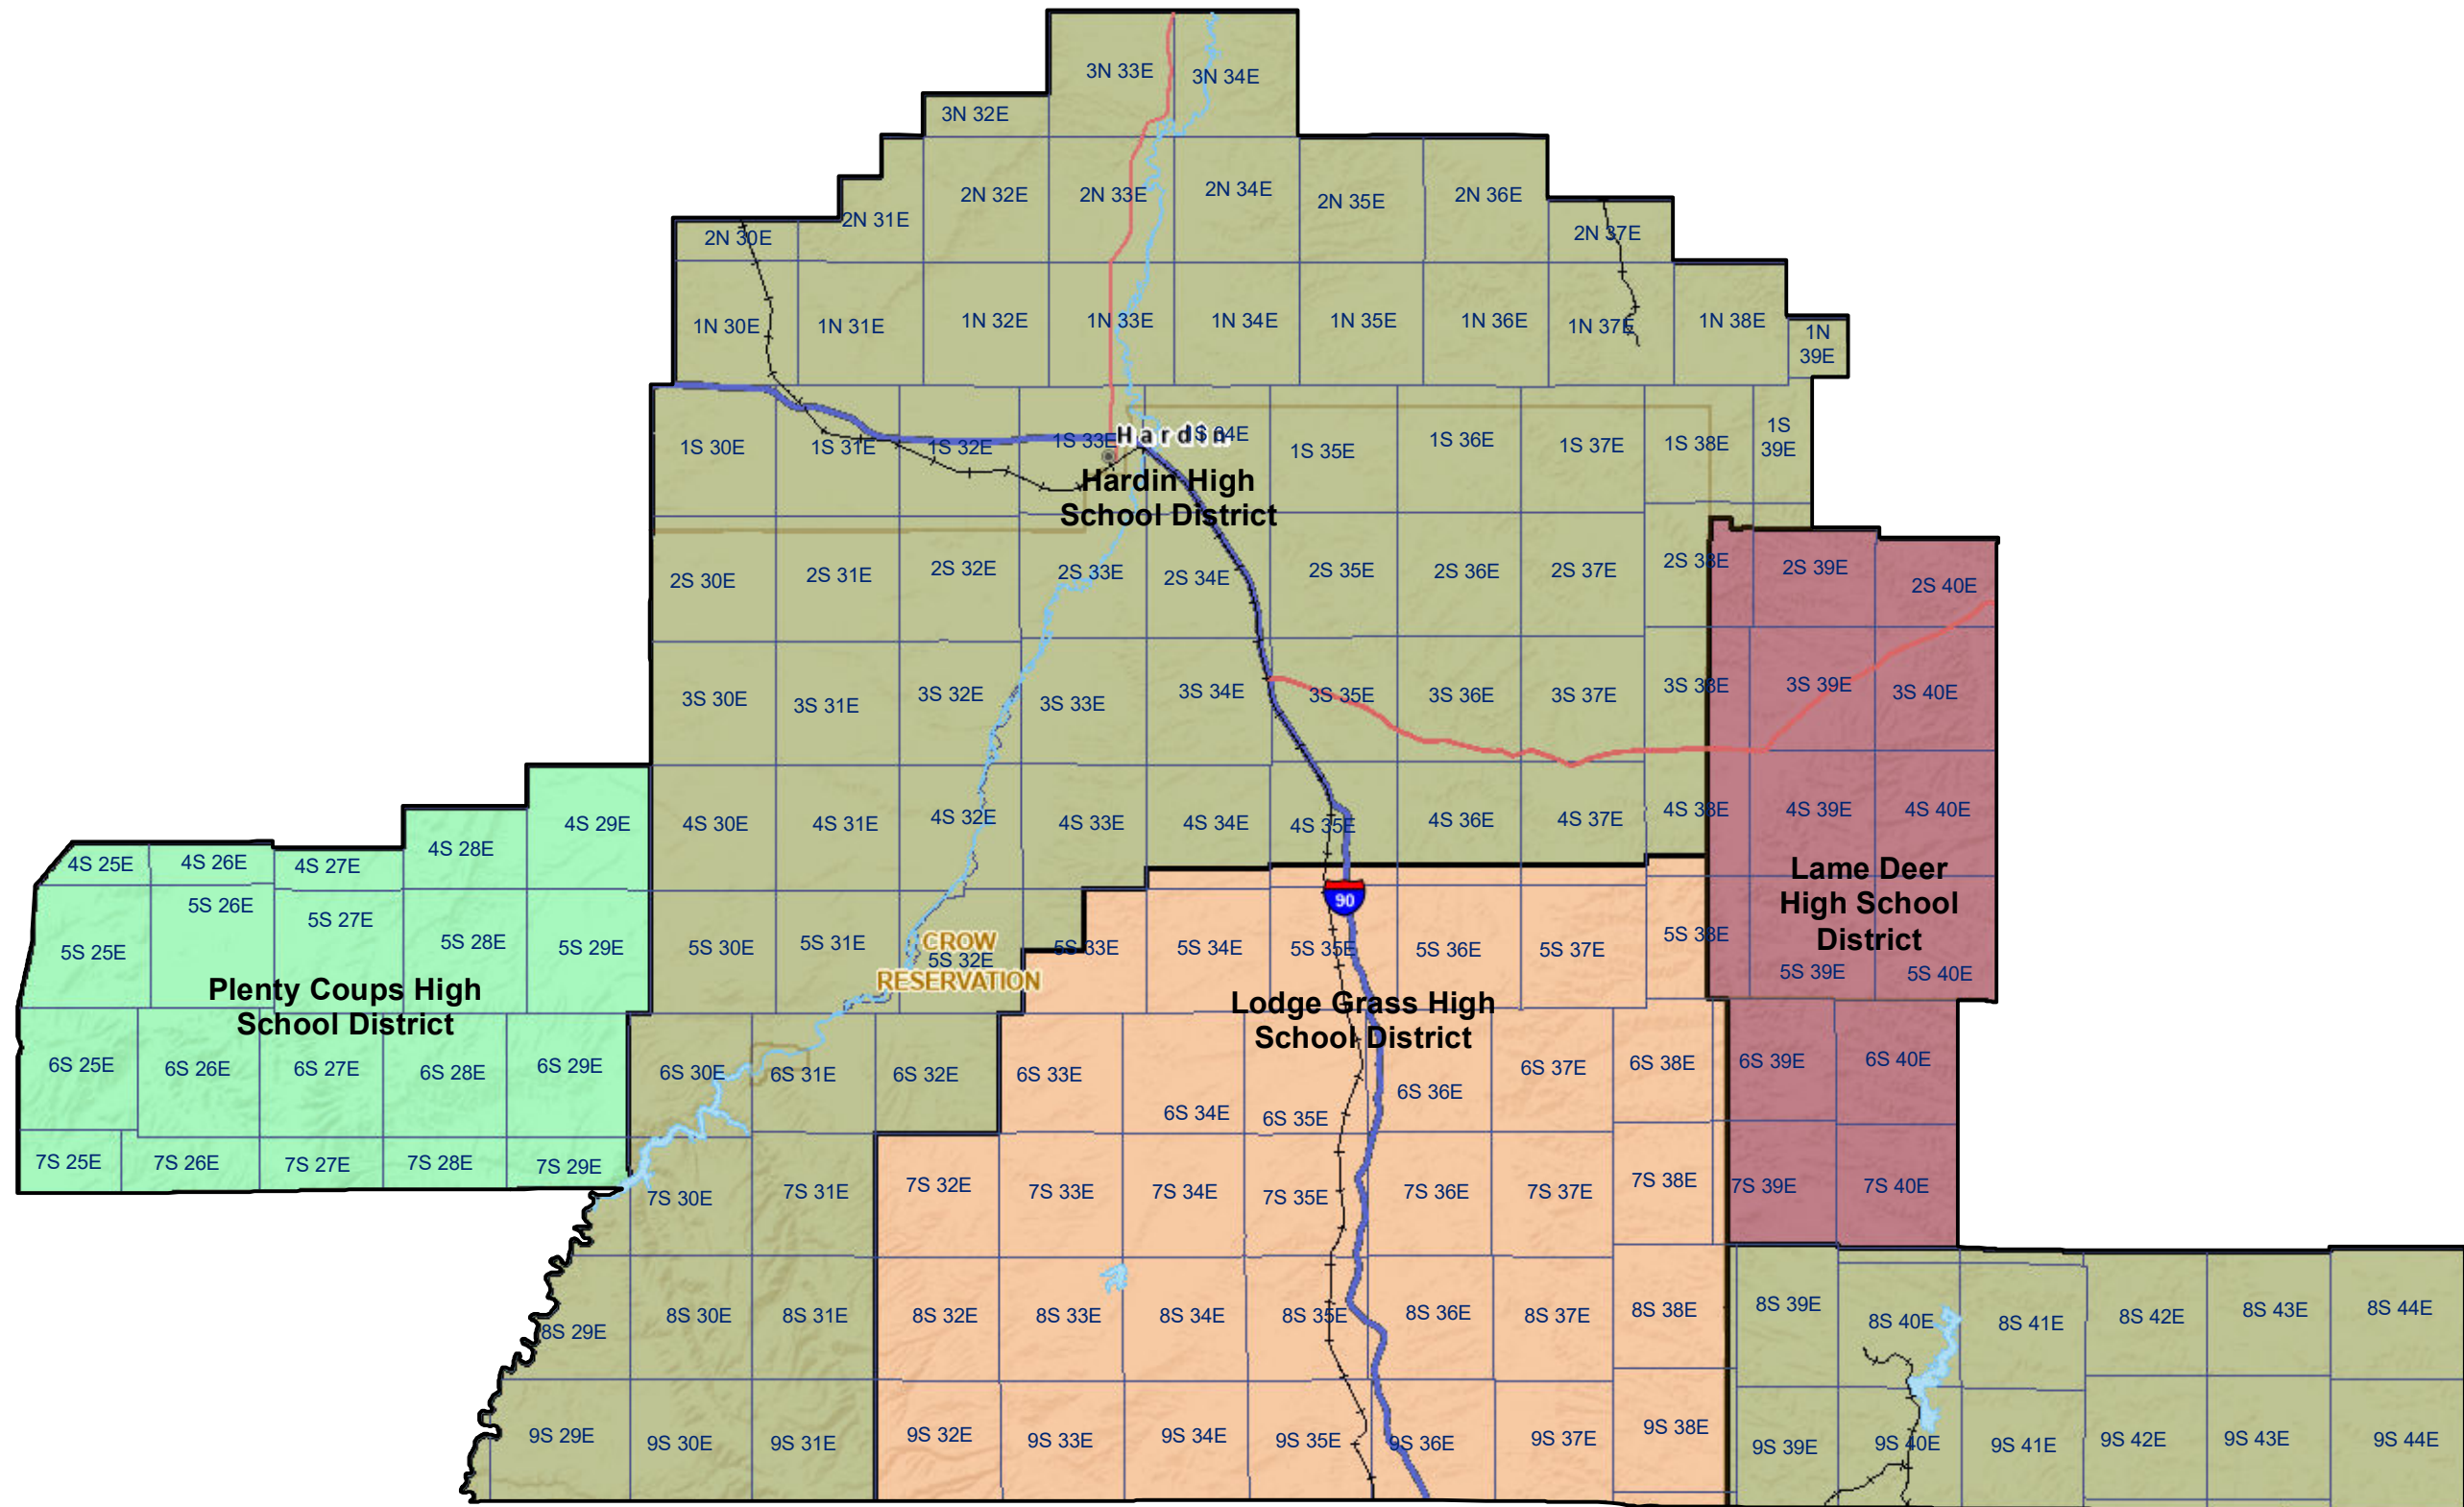 3N 33E
3N 34E
3N 32E
2N 32E
2N 33E
2N 34E
2N 35E
2N 36E
2N 31E
2N 30E
2N 37E
1N 30E
1N 31E
1N 32E
1N 33E
1N 34E
1N 35E
1N 36E
1N 37E
1N 38E
1N
39E
1S 30E
1S 31E
1S 32E
1S 33E
Hardin
1S 34E
1S 35E
1S 36E
1S 37E
1S 38E
1S
39E
Hardin High
School District
2S 30E
2S 31E
2S 32E
2S 33E
2S 34E
2S 35E
2S 36E
2S 37E
2S 38E
2S 39E
2S 40E
3S 30E
3S 31E
3S 32E
3S 33E
3S 34E
3S 35E
3S 36E
3S 37E
3S 38E
3S 39E
3S 40E
4S 25E
4S 26E
4S 27E
4S 28E
4S 29E
4S 30E
4S 31E
4S 32E
4S 33E
4S 34E
4S 35E
4S 36E
4S 37E
4S 38E
4S 39E
4S 40E
Lame Deer
High School
District
90
5S 25E
5S 26E
5S 27E
5S 28E
5S 29E
5S 30E
5S 31E
CROW
5S 32E
RESERVATION
5S 33E
5S 34E
5S 35E
5S 36E
5S 37E
5S 38E
5S 39E
5S 40E
Plenty Coups High
School District
Lodge Grass High
School District
6S 25E
6S 26E
6S 27E
6S 28E
6S 29E
6S 30E
6S 31E
6S 32E
6S 33E
6S 34E
6S 35E
6S 36E
6S 37E
6S 38E
6S 39E
6S 40E
7S 25E
7S 26E
7S 27E
7S 28E
7S 29E
7S 30E
7S 31E
7S 32E
7S 33E
7S 34E
7S 35E
7S 36E
7S 37E
7S 38E
7S 39E
7S 40E
8S 29E
8S 30E
8S 31E
8S 32E
8S 33E
8S 34E
8S 35E
8S 36E
8S 37E
8S 38E
8S 39E
8S 40E
8S 41E
8S 42E
8S 43E
8S 44E
9S 29E
9S 30E
9S 31E
9S 32E
9S 33E
9S 34E
9S 35E
9S 36E
9S 37E
9S 38E
9S 39E
9S 40E
9S 41E
9S 42E
9S 43E
9S 44E